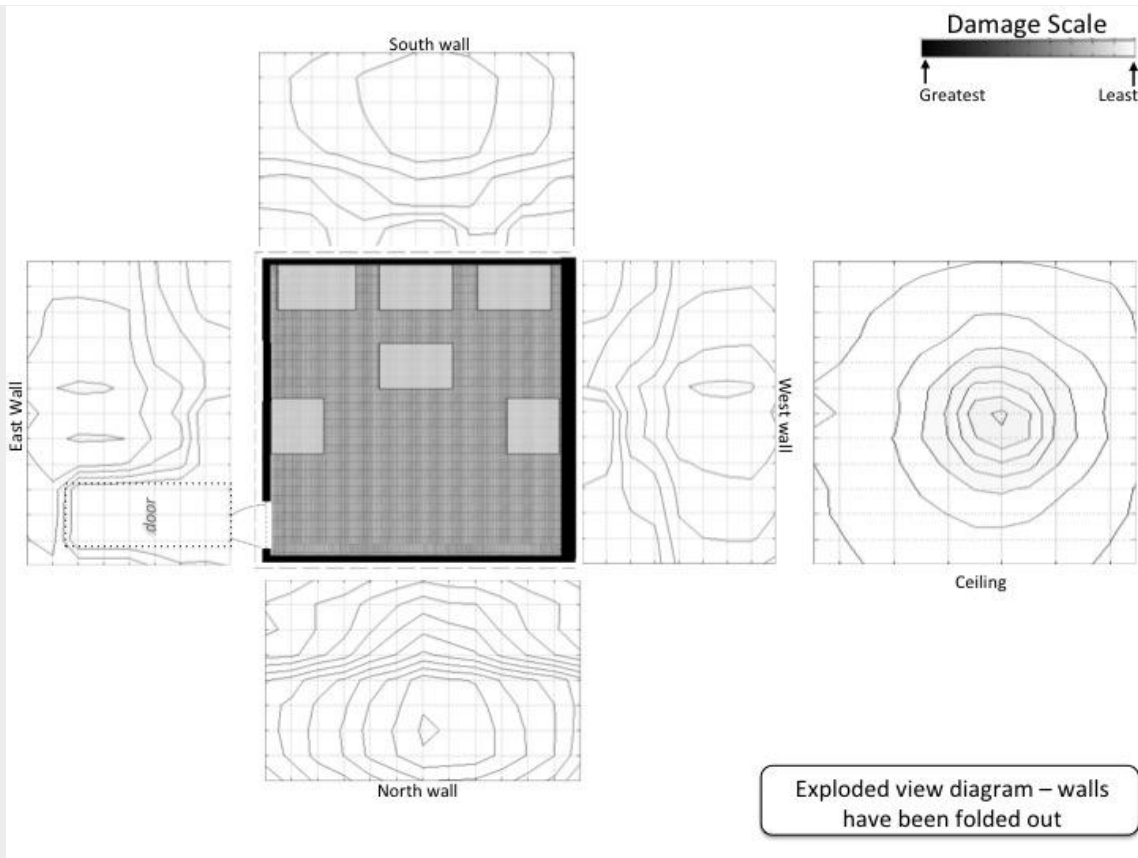 Damage Scale
Greatest
Least
South wall
East Wall
door
West wall
Ceiling
North wall
Exploded view diagram – walls
have been folded out